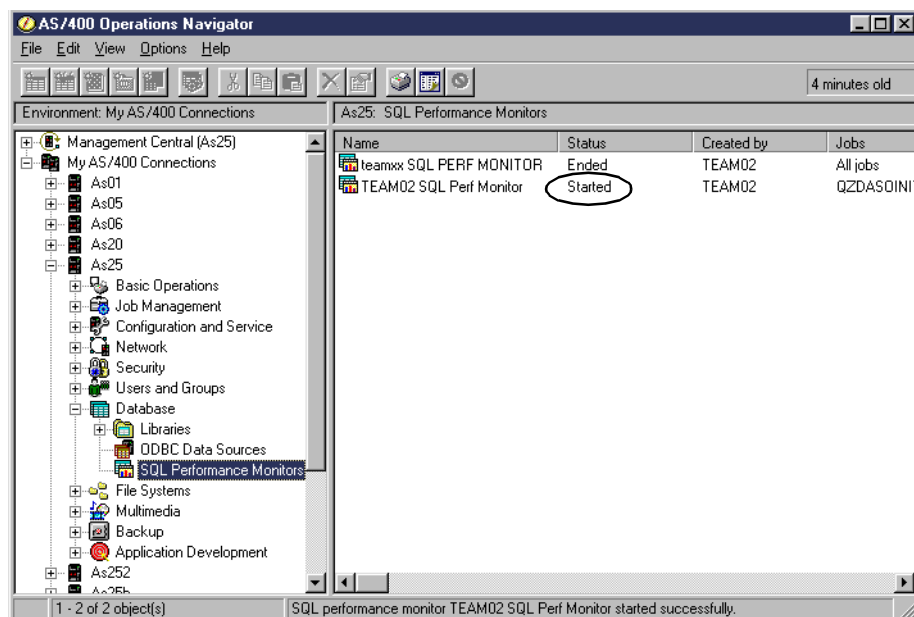 AS/400 Operations Navigator
File Edit View Options Help
4 minutes old
Environment: My AS/400 Connections
As25: SQL Performance Monitors
Management Central (As25)
My AS/400 Connections
As01
As05
As06
As20
As25
Basic Operations
Job Management
Configuration and Service
Network
Security
Users and Groups
Database
Libraries
ODBC Data Sources
SQL Performance Monitors
File Systems
Multimedia
Backup
Application Development
As252
As25b
Name Status Created by Jobs
teamxx SQL PERF MONITOR Ended TEAM02 All jobs
TEAM02 SQL Perf Monitor Started TEAM02 QZDASOINI
1 - 2 of 2 object(s)
SQL performance monitor TEAM02 SQL Perf Monitor started successfully.